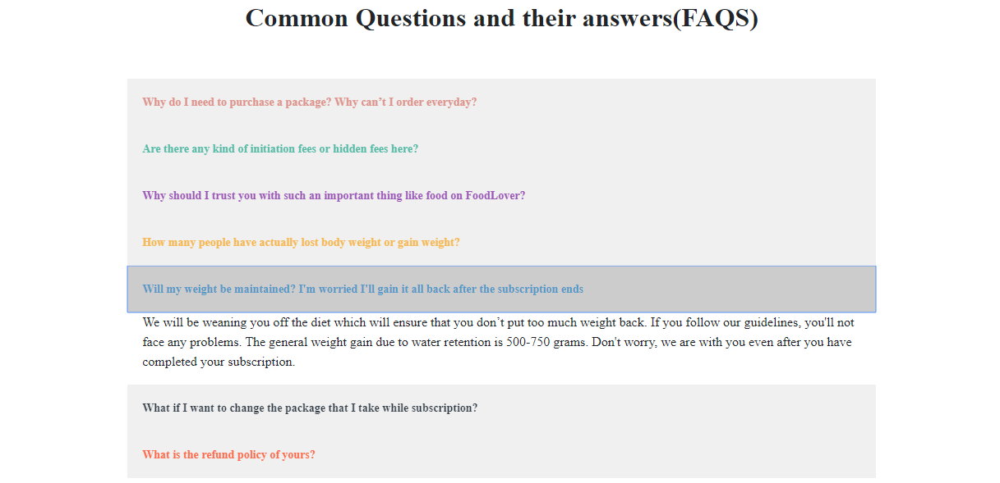 Common Questions and their answers(FAQS)
Why do I need to purchase a package? Why can’t I order everyday?
Are there any kind of initiation fees or hidden fees here?
Why should I trust you with such an important thing like food on FoodLover?
How many people have actually lost body weight or gain weight?
Will my weight be maintained? I'm worried I'll gain it all back after the subscription ends
We will be weaning you off the diet which will ensure that you don’t put too much weight back. If you follow our guidelines, you'll not
face any problems. The general weight gain due to water retention is 500-750 grams. Don't worry, we are with you even after you have
completed your subscription.
What if I want to change the package that I take while subscription?
What is the refund policy of yours?